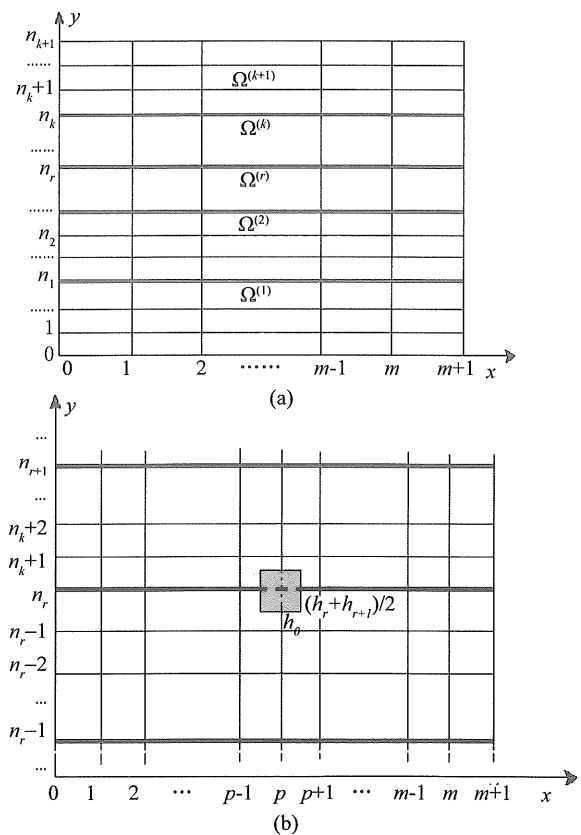 y
n_{k+1}
......
Ω^{(k+1)}
n_k+1
n_k
Ω^{(k)}
......
n_r
Ω^{(r)}
......
Ω^{(2)}
n_2
......
n_1
Ω^{(1)}
......
1
0
0 1 2 ...... m-1 m m+1 x
(a)
y
...
n_{r+1}
...
n_k+2
n_k+1
n_r
(h_r+h_{r+1})/2
h_0
n_r−1
n_r−2
...
n_r−1
...
0 1 2 ... p-1 p p+1 ... m-1 m m+1 x
(b)